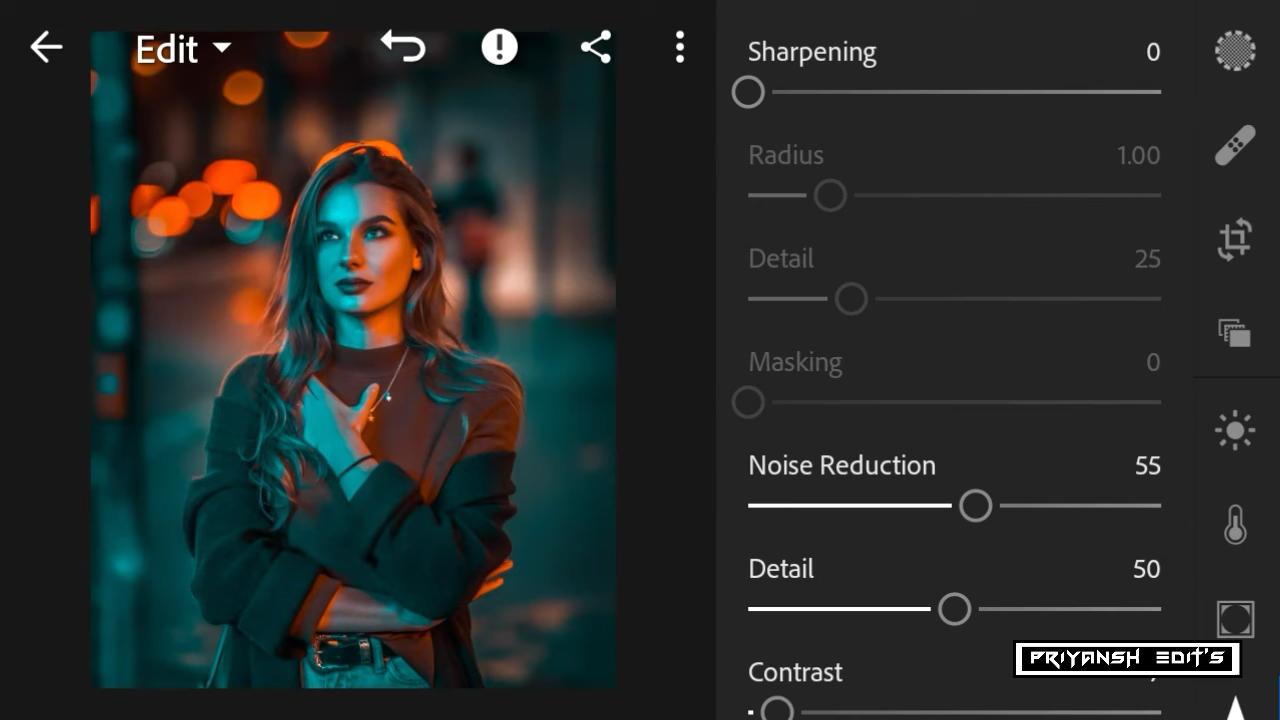 Edit
Sharpening 0
Radius 1.00
Detail 25
Masking 0
Noise Reduction 55
Detail 50
Contrast
PRIYANSH EDIT'S